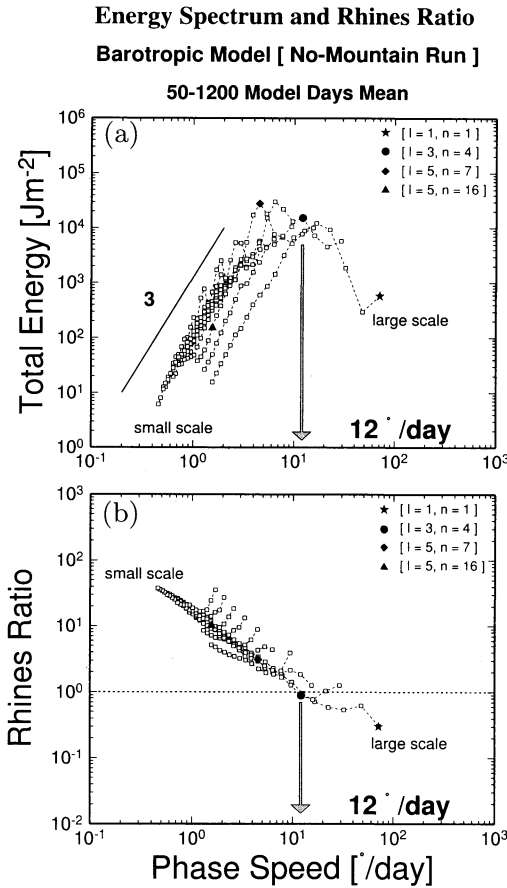 Energy Spectrum and Rhines Ratio
Barotropic Model [ No-Mountain Run ]
50-1200 Model Days Mean
(a)
★ [ l = 1, n = 1 ]
● [ l = 3, n = 4 ]
◆ [ l = 5, n = 7 ]
▲ [ l = 5, n = 16 ]
Total Energy [Jm⁻²]
10⁶
10⁵
10⁴
10³
10²
10¹
10⁰
3
large scale
small scale
12 °/day
10⁻¹ 10⁰ 10¹ 10² 10³
(b)
★ [ l = 1, n = 1 ]
● [ l = 3, n = 4 ]
◆ [ l = 5, n = 7 ]
▲ [ l = 5, n = 16 ]
small scale
Rhines Ratio
10³
10²
10¹
10⁰
10⁻¹
10⁻²
large scale
12 °/day
10⁻¹ 10⁰ 10¹ 10² 10³
Phase Speed [°/day]